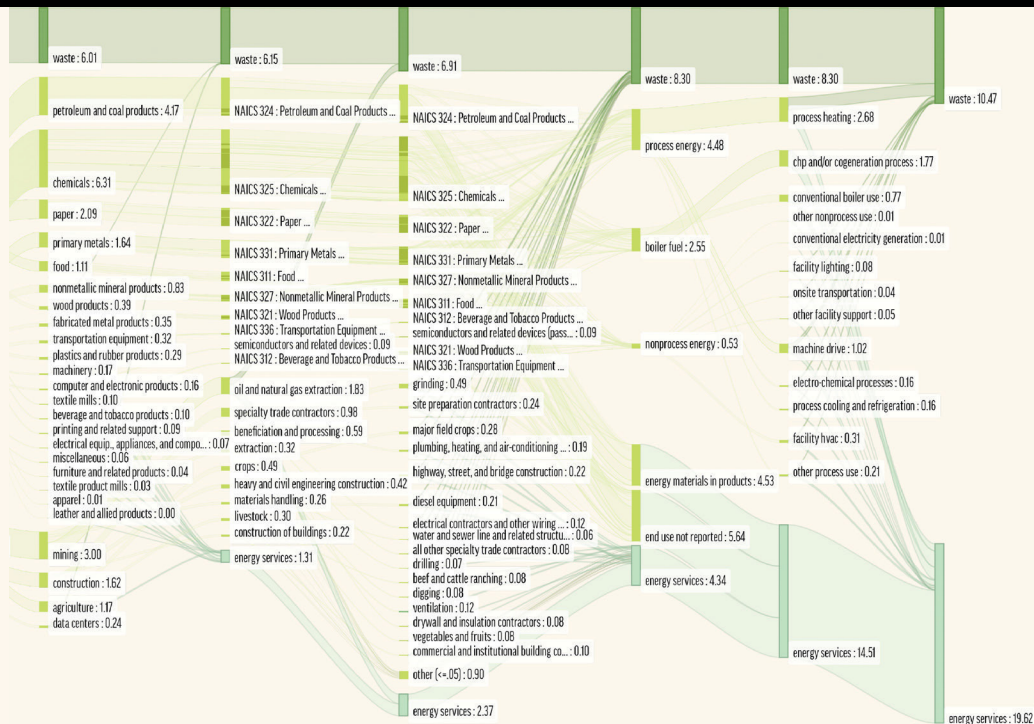 waste : 6.01
petroleum and coal products : 4.17
chemicals : 6.31
paper : 2.09
primary metals : 1.64
food : 1.11
nonmetallic mineral products : 0.83
wood products : 0.39
fabricated metal products : 0.35
transportation equipment : 0.32
plastics and rubber products : 0.29
machinery : 0.17
computer and electronic products : 0.16
textile mills : 0.10
beverage and tobacco products : 0.10
printing and related support : 0.09
electrical equip., appliances, and compo... : 0.07
miscellaneous : 0.06
furniture and related products : 0.04
textile product mills : 0.03
apparel : 0.01
leather and allied products : 0.00
mining : 3.00
construction : 1.62
agriculture : 1.17
data centers : 0.24
waste : 6.15
NAICS 324 : Petroleum and Coal Products ...
NAICS 325 : Chemicals ...
NAICS 322 : Paper ...
NAICS 331 : Primary Metals ...
NAICS 311 : Food ...
NAICS 327 : Nonmetallic Mineral Products ...
NAICS 321 : Wood Products ...
NAICS 336 : Transportation Equipment ...
semiconductors and related devices : 0.09
NAICS 312 : Beverage and Tobacco Products ...
oil and natural gas extraction : 1.83
specialty trade contractors : 0.98
beneficiation and processing : 0.59
extraction : 0.32
crops : 0.49
heavy and civil engineering construction : 0.42
materials handling : 0.26
livestock : 0.30
construction of buildings : 0.22
energy services : 1.31
waste : 6.91
NAICS 324 : Petroleum and Coal Products ...
NAICS 325 : Chemicals ...
NAICS 322 : Paper ...
NAICS 331 : Primary Metals ...
NAICS 327 : Nonmetallic Mineral Products ...
NAICS 311 : Food ...
NAICS 312 : Beverage and Tobacco Products ...
semiconductors and related devices (pass... : 0.09
NAICS 321 : Wood Products ...
NAICS 336 : Transportation Equipment ...
grinding : 0.49
site preparation contractors : 0.24
major field crops : 0.28
plumbing, heating, and air-conditioning ... : 0.19
highway, street, and bridge construction : 0.22
diesel equipment : 0.21
electrical contractors and other wiring ... : 0.12
water and sewer line and related structu... : 0.06
all other specialty trade contractors : 0.08
drilling : 0.07
beef and cattle ranching : 0.08
digging : 0.08
ventilation : 0.12
drywall and insulation contractors : 0.08
vegetables and fruits : 0.08
commercial and institutional building co... : 0.10
other (<=.05) : 0.90
energy services : 2.37
waste : 8.30
process energy : 4.48
boiler fuel : 2.55
nonprocess energy : 0.53
energy materials in products : 4.53
end use not reported : 5.64
energy services : 4.34
waste : 8.30
process heating : 2.68
chp and/or cogeneration process : 1.77
conventional boiler use : 0.77
other nonprocess use : 0.01
conventional electricity generation : 0.01
facility lighting : 0.08
onsite transportation : 0.04
other facility support : 0.05
machine drive : 1.02
electro-chemical processes : 0.16
process cooling and refrigeration : 0.16
facility hvac : 0.31
other process use : 0.21
energy services : 14.51
waste : 10.47
energy services : 19.62